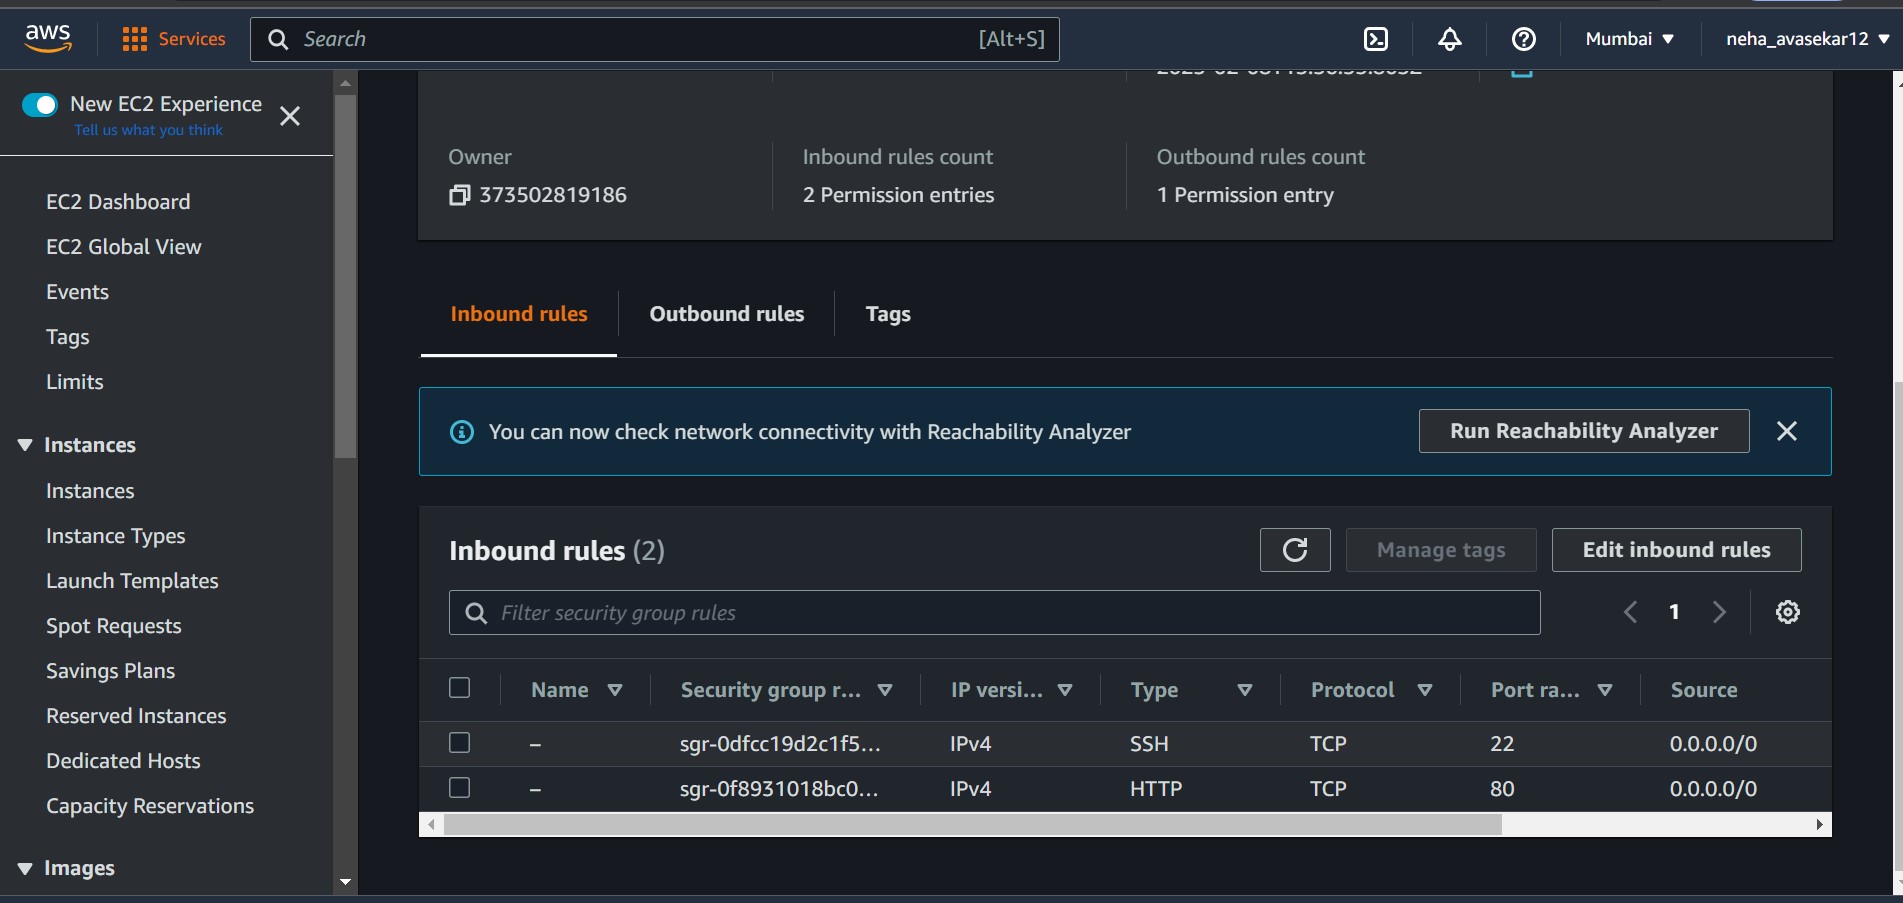 aws
Services
Search
[Alt+S]
Mumbai
neha_avasekar12
New EC2 Experience
Tell us what you think
EC2 Dashboard
EC2 Global View
Events
Tags
Limits
Instances
Instances
Instance Types
Launch Templates
Spot Requests
Savings Plans
Reserved Instances
Dedicated Hosts
Capacity Reservations
Images
Owner
373502819186
Inbound rules count
2 Permission entries
Outbound rules count
1 Permission entry
Inbound rules
Outbound rules
Tags
You can now check network connectivity with Reachability Analyzer
Run Reachability Analyzer
Inbound rules (2)
Manage tags
Edit inbound rules
Filter security group rules
1
Name Security group r... IP versi... Type Protocol Port ra... Source
– sgr-0dfcc19d2c1f5... IPv4 SSH TCP 22 0.0.0.0/0
– sgr-0f8931018bc0... IPv4 HTTP TCP 80 0.0.0.0/0